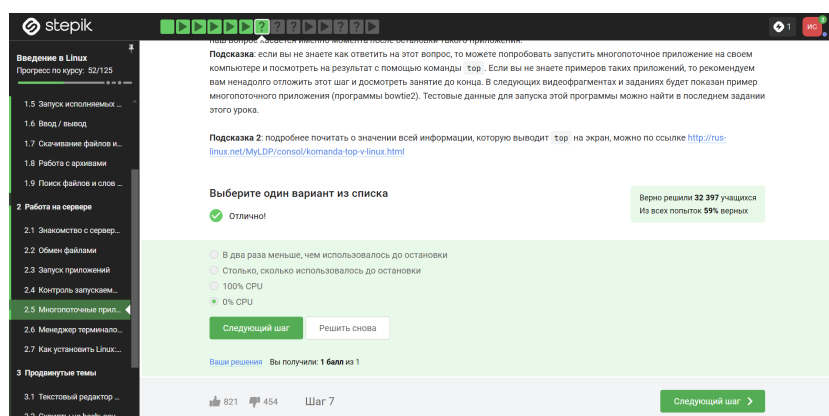 stepik
1
ИС
2
Введение в Linux
Прогресс по курсу: 52/125
1.5 Запуск исполняемых ...
1.6 Ввод / вывод
1.7 Скачивание файлов и...
1.8 Работа с архивами
1.9 Поиск файлов и слов ...
2 Работа на сервере
2.1 Знакомство с сервер...
2.2 Обмен файлами
2.3 Запуск приложений
2.4 Контроль запускаем...
2.5 Многопоточные прил...
2.6 Менеджер терминало...
2.7 Как установить Linux:...
3 Продвинутые темы
3.1 Текстовый редактор ...
наш вопрос касается именно момента после остановки такого приложения.
Подсказка: если вы не знаете как ответить на этот вопрос, то можете попробовать запустить многопоточное приложение на своем
компьютере и посмотреть на результат с помощью команды top . Если вы не знаете примеров таких приложений, то рекомендуем
вам ненадолго отложить этот шаг и досмотреть занятие до конца. В следующих видеофрагментах и заданиях будет показан пример
многопоточного приложения (программы bowtie2). Тестовые данные для запуска этой программы можно найти в последнем задании
этого урока.
Подсказка 2: подробнее почитать о значении всей информации, которую выводит top на экран, можно по ссылке http://rus-
linux.net/MyLDP/consol/komanda-top-v-linux.html
Выберите один вариант из списка
Отлично!
Верно решили 32 397 учащихся
Из всех попыток 59% верных
В два раза меньше, чем использовалось до остановки
Столько, сколько использовалось до остановки
100% CPU
0% CPU
Следующий шаг
Решить снова
Ваши решения Вы получили: 1 балл из 1
821
454
Шаг 7
Следующий шаг